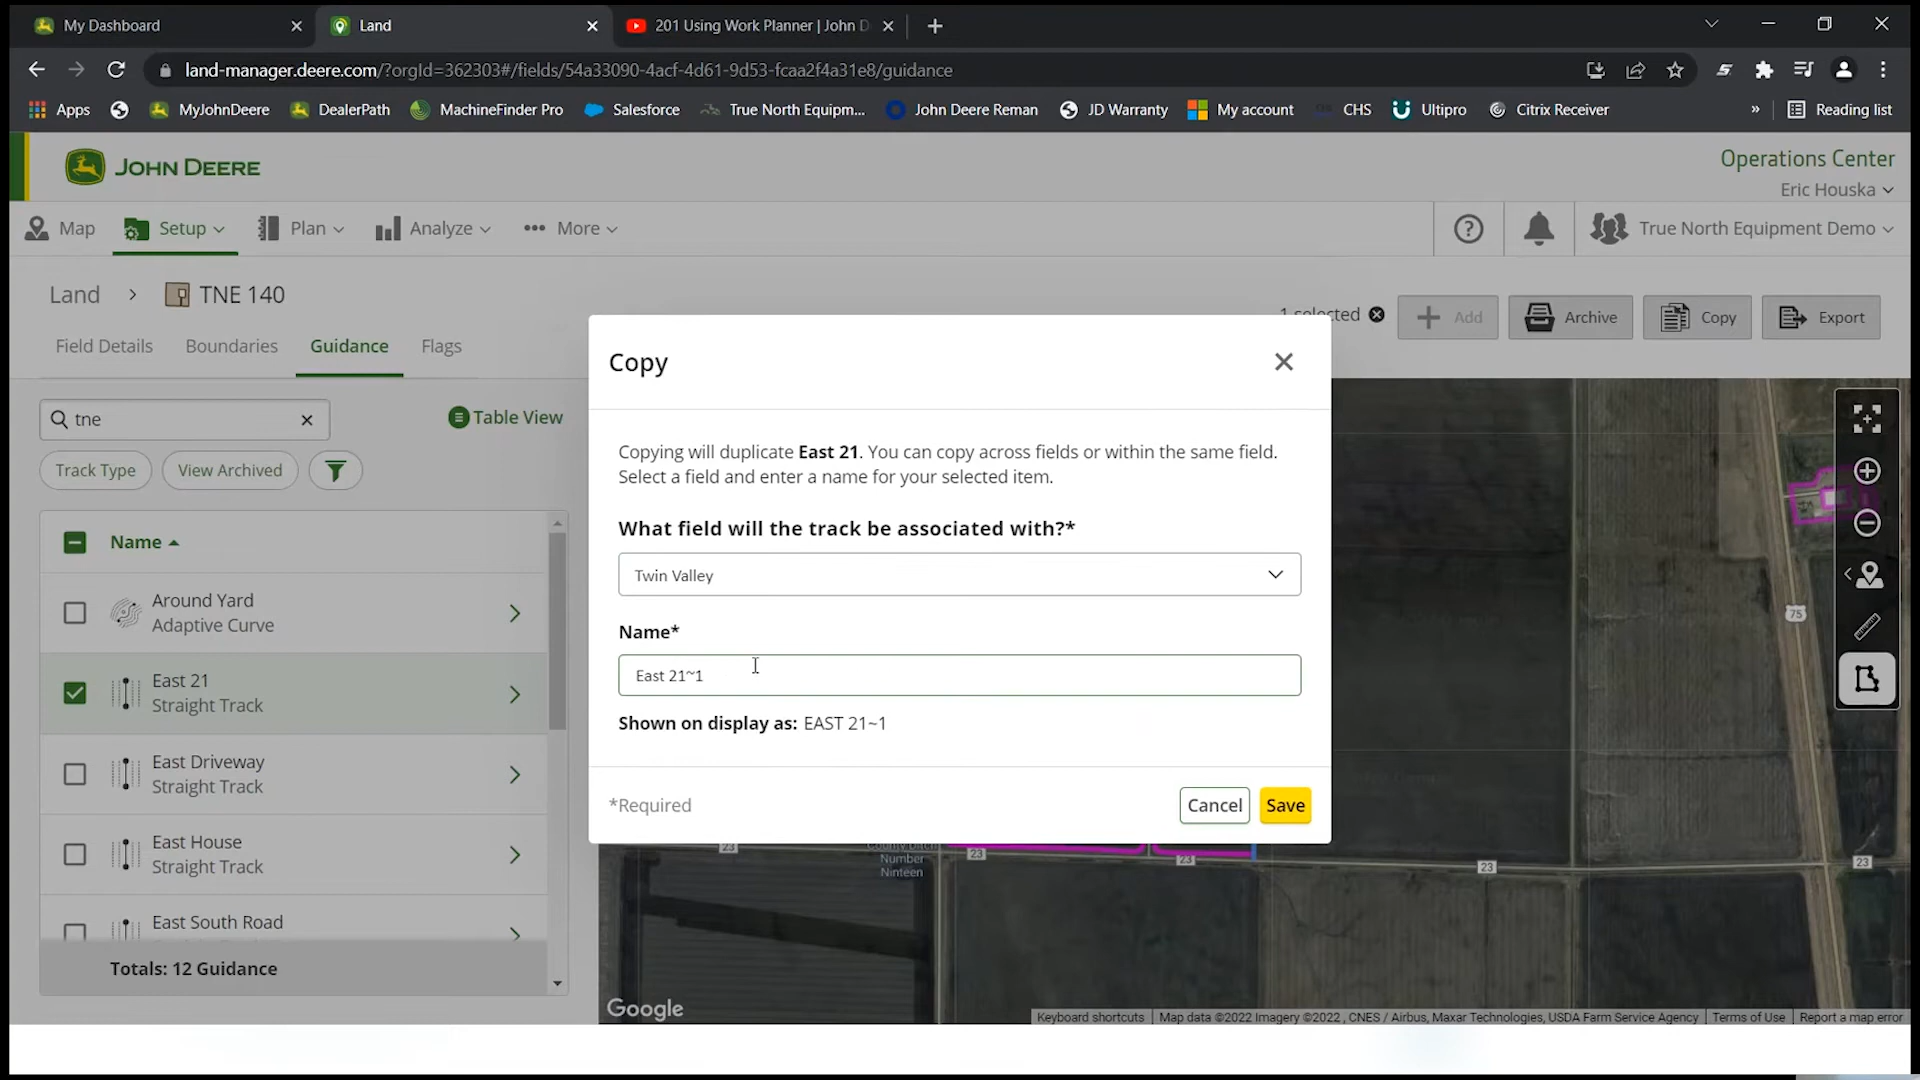 My Dashboard
Land
201 Using Work Planner | John D
land-manager.deere.com/?orgId=362303#/fields/54a33090-4acf-4d61-9d53-fcaa2f4a31e8/guidance
Apps
MyJohnDeere
DealerPath
MachineFinder Pro
Salesforce
True North Equipm...
John Deere Reman
JD Warranty
My account
CHS
Ultipro
Citrix Receiver
»
Reading list
JOHN DEERE
Operations Center
Eric Houska
Map
Setup
Plan
Analyze
More
True North Equipment Demo
Land > TNE 140
1 selected
Add
Archive
Copy
Export
Field Details
Boundaries
Guidance
Flags
tne
Table View
Track Type
View Archived
Name
Around Yard
Adaptive Curve
East 21
Straight Track
East Driveway
Straight Track
East House
Straight Track
East South Road
Totals: 12 Guidance
Copy
Copying will duplicate East 21. You can copy across fields or within the same field.
Select a field and enter a name for your selected item.
What field will the track be associated with?*
Twin Valley
Name*
East 21~1
Shown on display as: EAST 21~1
*Required
Cancel
Save
75
23
23
23
23
23
Number
Ninteen
Google
Keyboard shortcuts
Map data ©2022 Imagery ©2022 , CNES / Airbus, Maxar Technologies, USDA Farm Service Agency
Terms of Use
Report a map error